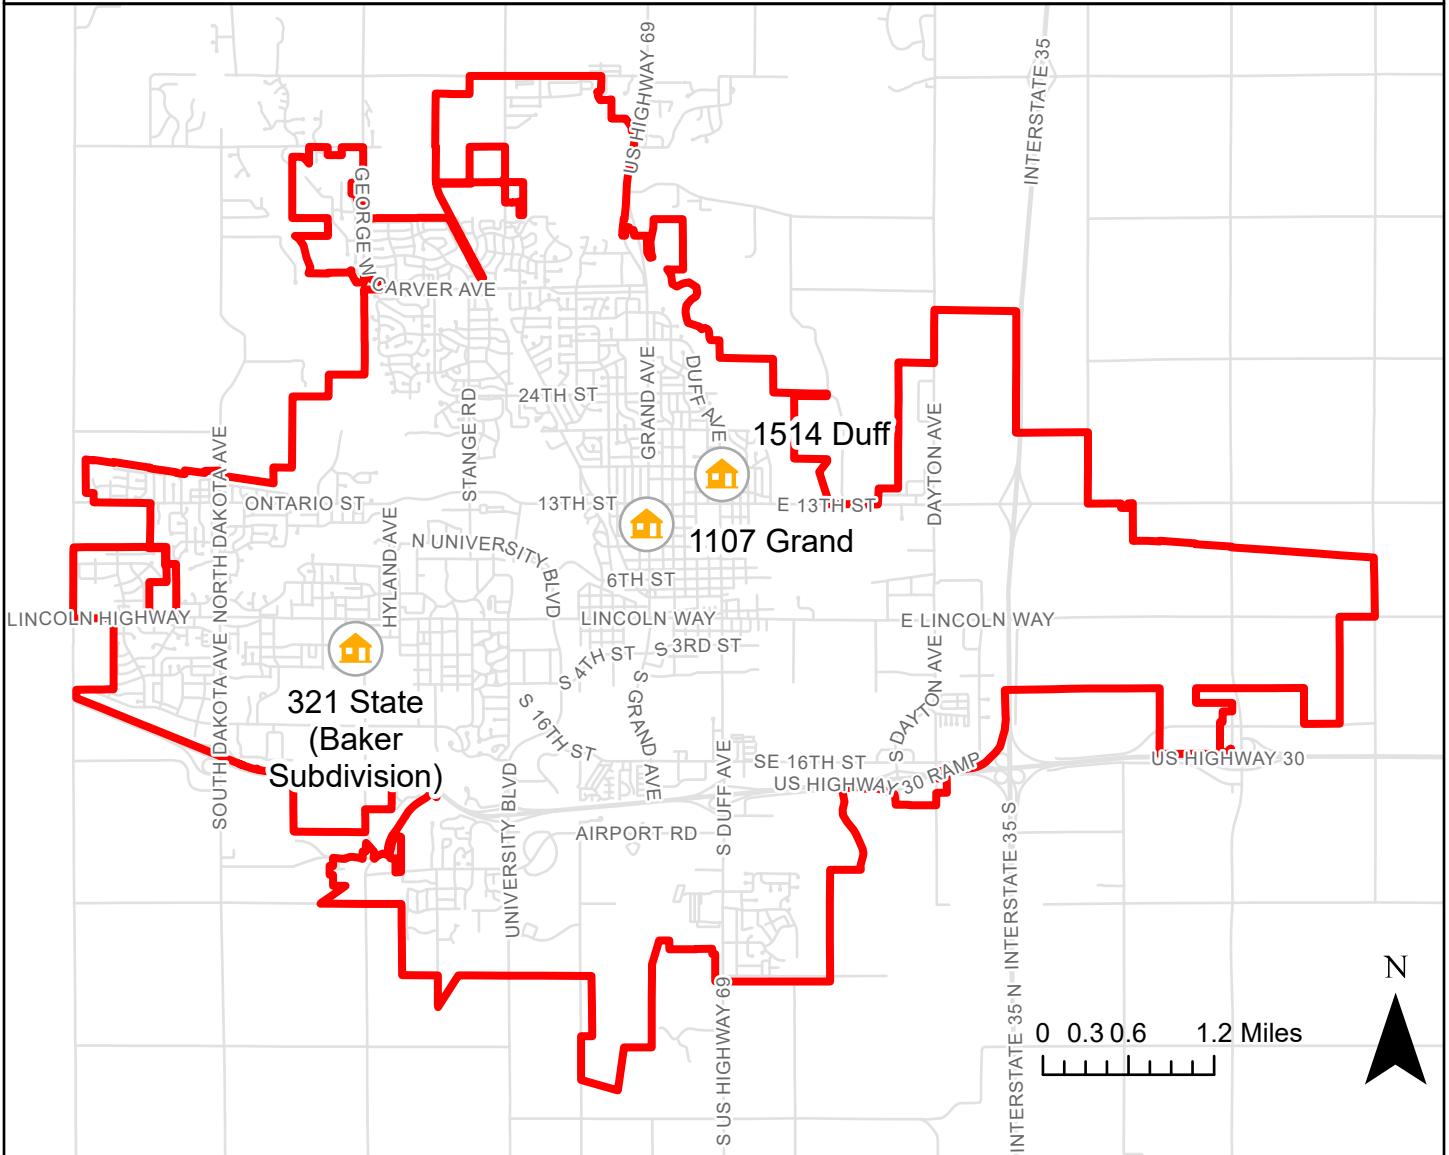 US HIGHWAY 69
INTERSTATE 35
GEORGE W
CARVER AVE
GRAND AVE
DUFF AVE
24TH ST
STANGE RD
1514 Duff
DAYTON AVE
NORTH DAKOTA AVE
ONTARIO ST
13TH ST
E 13TH ST
HYLAND AVE
N UNIVERSITY BLVD
1107 Grand
6TH ST
LINCOLN HIGHWAY
LINCOLN WAY
E LINCOLN WAY
S 3RD ST
S 4TH ST
SOUTH DAKOTA AVE
321 State
(Baker
Subdivision)
S 16TH ST
S GRAND AVE
S DAYTON AVE
S DUFF AVE
SE 16TH ST
US HIGHWAY 30 RAMP
US HIGHWAY 30
UNIVERSITY BLVD
AIRPORT RD
INTERSTATE 35 S
INTERSTATE 35 N
S US HIGHWAY 69
N
0 0.3 0.6 1.2 Miles